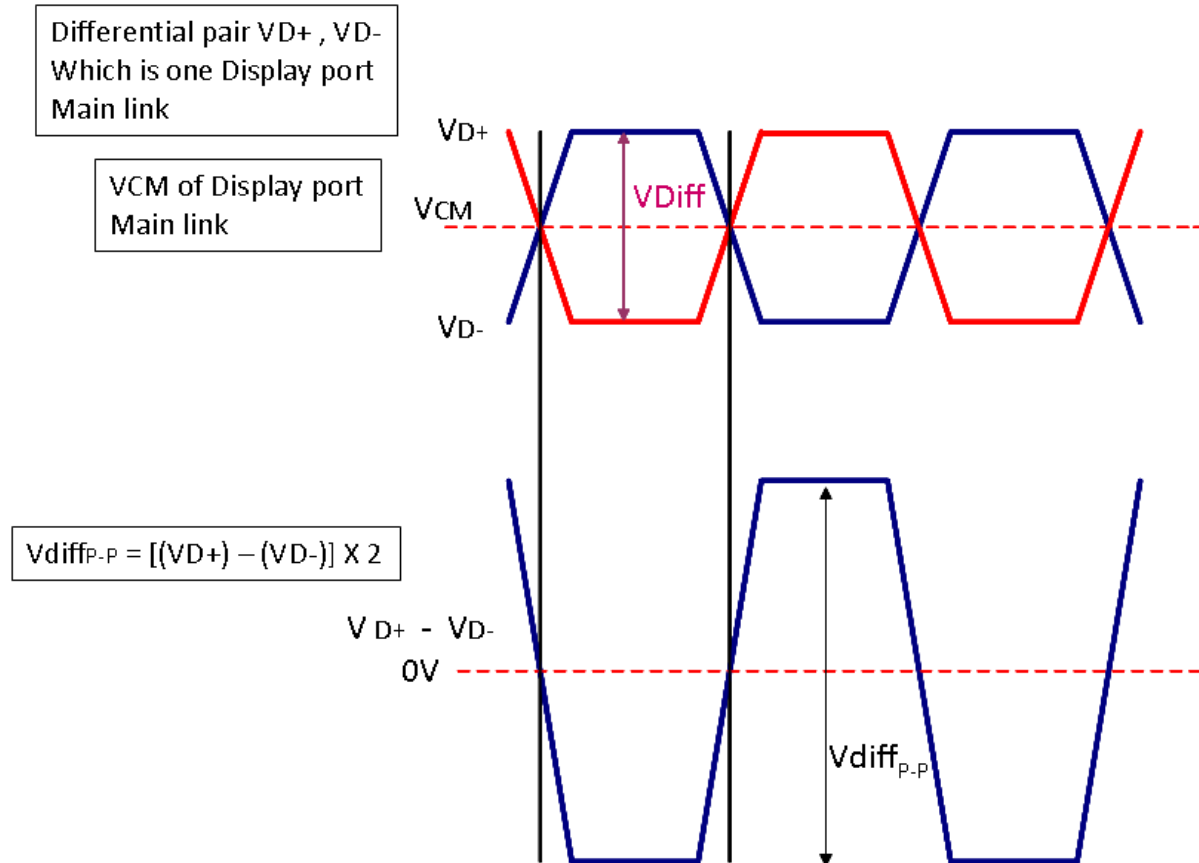 Differential pair VD+ , VD-
Which is one Display port
Main link
VD+
VCM of Display port
Main link
VDiff
VCM
VD-
VdiffP-P = [(VD+) – (VD-)] X 2
V D+ - VD-
0V
VdiffP-P